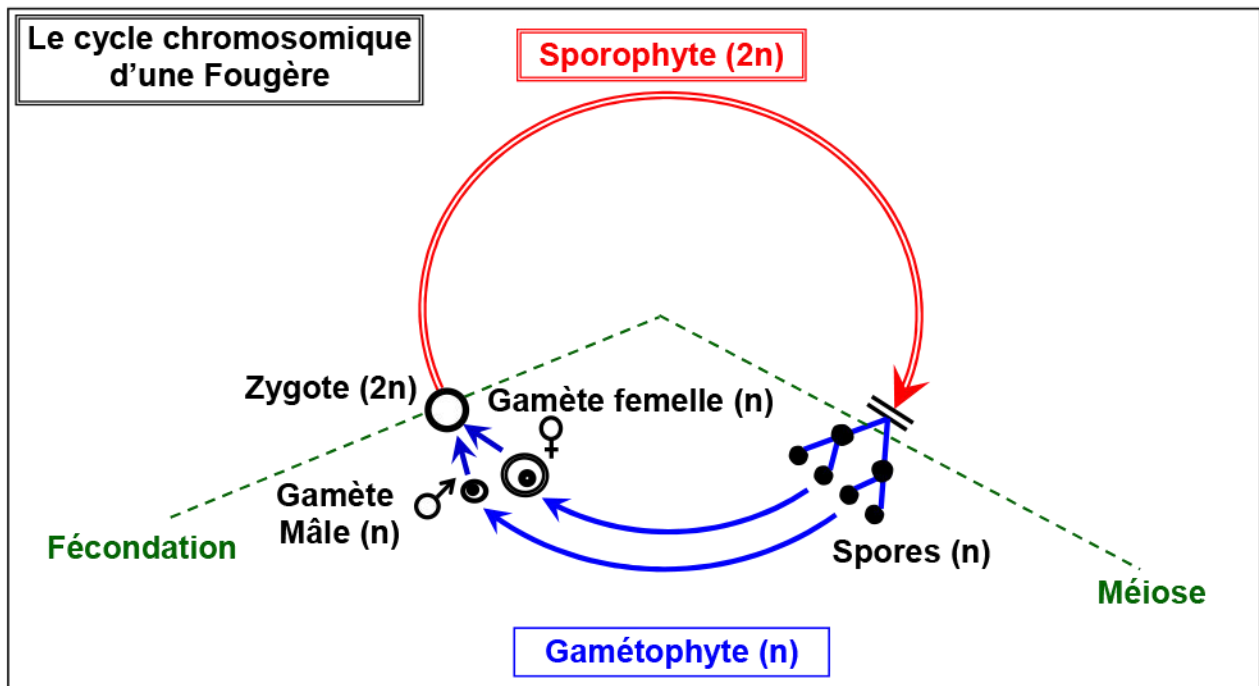 Le cycle chromosomique
d'une Fougère
Sporophyte (2n)
Zygote (2n)
Gamète femelle (n)
Gamète
Mâle (n)
Fécondation
Spores (n)
Méiose
Gamétophyte (n)